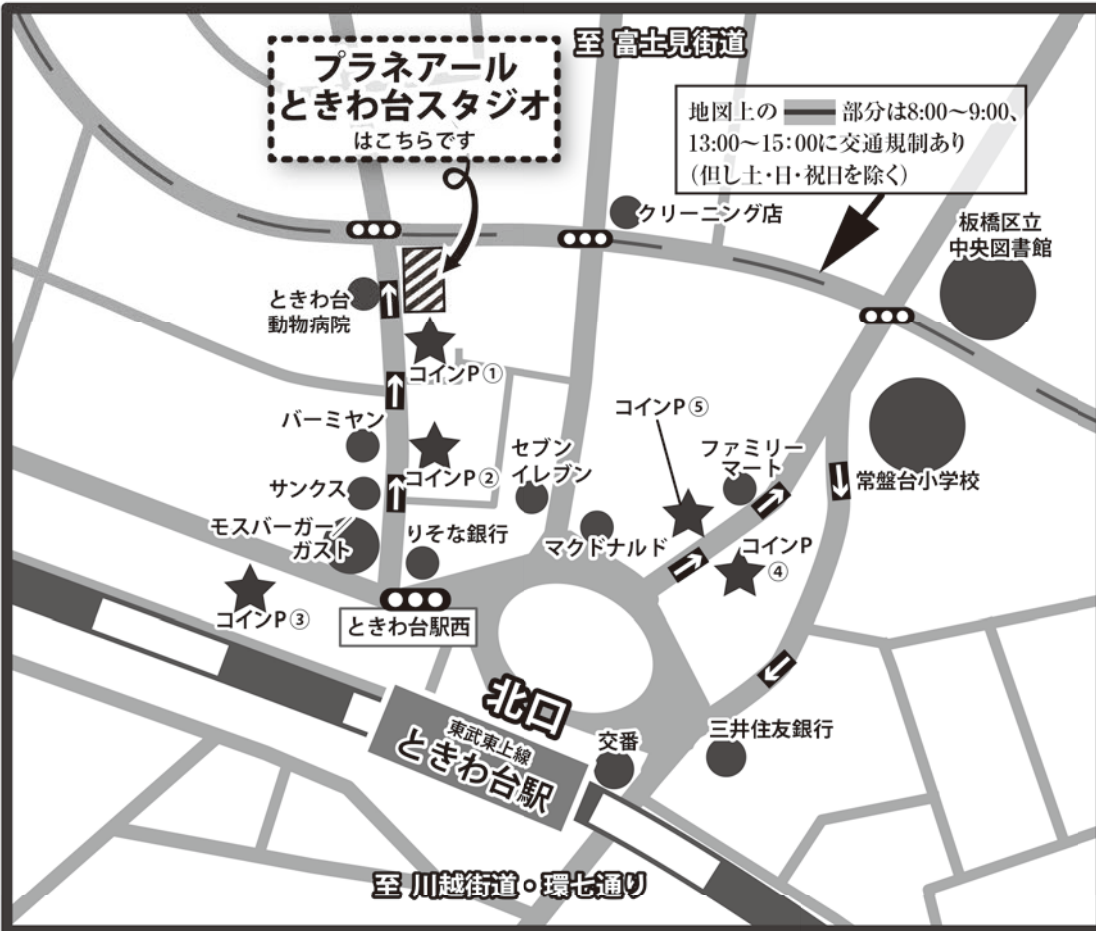 至 富士見街道
プラネアール
ときわ台スタジオ
はこちらです
地図上の 部分は8:00～9:00、
13:00～15:00に交通規制あり
(但し土・日・祝日を除く)
クリーニング店
板橋区立
中央図書館
ときわ台
動物病院
コインP①
バーミヤン
コインP②
サンクス
モスバーガー／
ガスト
りそな銀行
セブン
イレブン
マクドナルド
コインP⑤
ファミリー
マート
常盤台小学校
コインP
④
コインP③
ときわ台駅西
北口
東武東上線
ときわ台駅
交番
三井住友銀行
至 川越街道・環七通り